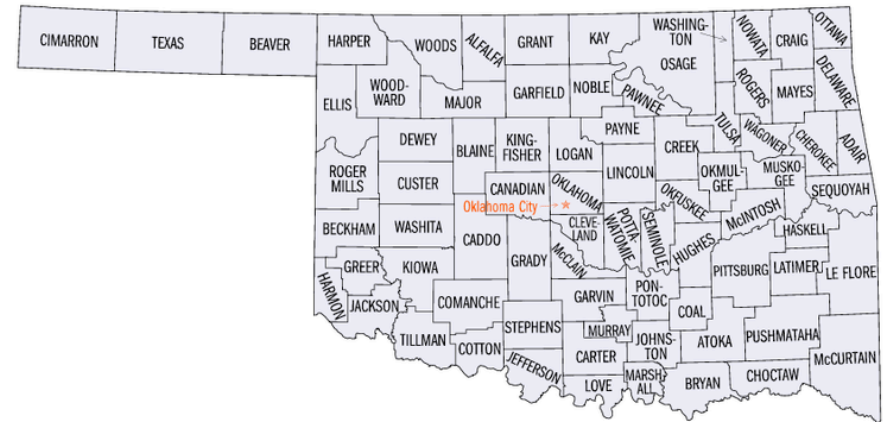 CIMARRON
TEXAS
BEAVER
HARPER
WOODS
ALFALFA
GRANT
KAY
WASHING-
TON
OSAGE
NOWATA
CRAIG
OTTAWA
ELLIS
WOOD-
WARD
MAJOR
GARFIELD
NOBLE
PAWNEE
ROGERS
MAYES
DELAWARE
DEWEY
BLAINE
KING-
FISHER
LOGAN
PAYNE
CREEK
TULSA
WAGONER
CHEROKEE
ADAIR
ROGER
MILLS
CUSTER
CANADIAN
OKLAHOMA
Oklahoma City
LINCOLN
OKFUSKEE
OKMUL-
GEE
MUSKO-
GEE
SEQUOYAH
BECKHAM
WASHITA
CADDO
GRADY
CLEVE-
LAND
McCLAIN
POTTA-
WATOMIE
SEMINOLE
HUGHES
McINTOSH
HASKELL
GREER
KIOWA
HARMON
JACKSON
COMANCHE
GARVIN
PON-
TOTOC
PITTSBURG
LATIMER
LE FLORE
COAL
TILLMAN
COTTON
STEPHENS
MURRAY
JOHNS-
TON
ATOKA
PUSHMATAHA
JEFFERSON
CARTER
LOVE
MARSH-
ALL
BRYAN
CHOCTAW
McCURTAIN